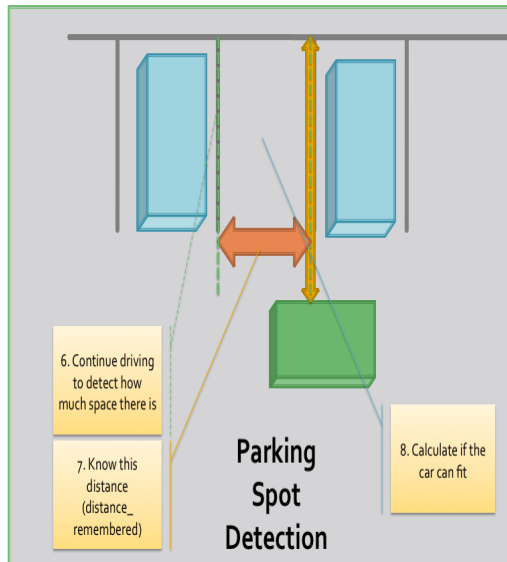 6. Continue driving
to detect how
much space there is
7. Know this
distance
(distance_
remembered)
8. Calculate if the
car can fit
Parking
Spot
Detection